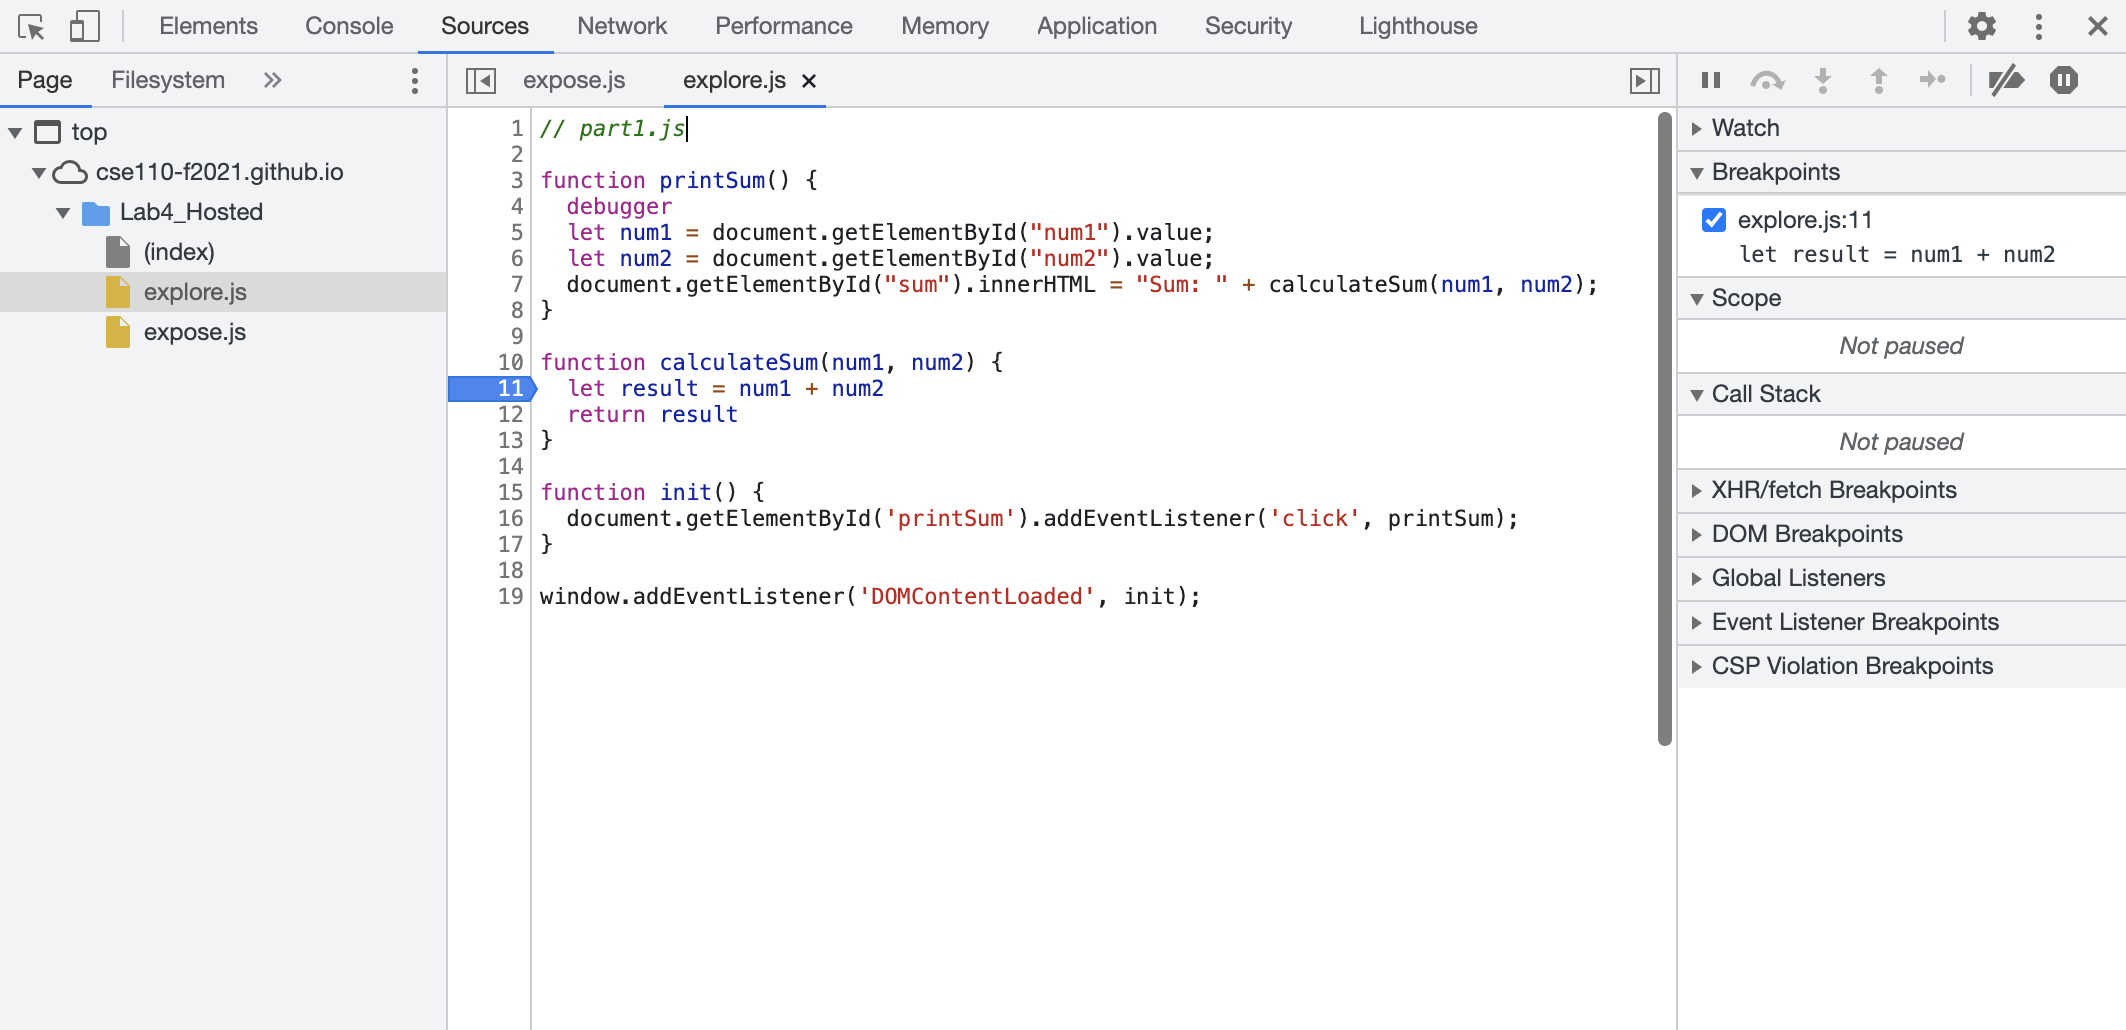 Elements Console Sources Network Performance Memory Application Security Lighthouse
Page Filesystem
top
cse110-f2021.github.io
Lab4_Hosted
(index)
explore.js
expose.js
expose.js explore.js
1 // part1.js
2
3 function printSum() {
4   debugger
5   let num1 = document.getElementById("num1").value;
6   let num2 = document.getElementById("num2").value;
7   document.getElementById("sum").innerHTML = "Sum: " + calculateSum(num1, num2);
8 }
9
10 function calculateSum(num1, num2) {
11   let result = num1 + num2
12   return result
13 }
14
15 function init() {
16   document.getElementById('printSum').addEventListener('click', printSum);
17 }
18
19 window.addEventListener('DOMContentLoaded', init);
Watch
Breakpoints
explore.js:11
let result = num1 + num2
Scope
Not paused
Call Stack
Not paused
XHR/fetch Breakpoints
DOM Breakpoints
Global Listeners
Event Listener Breakpoints
CSP Violation Breakpoints